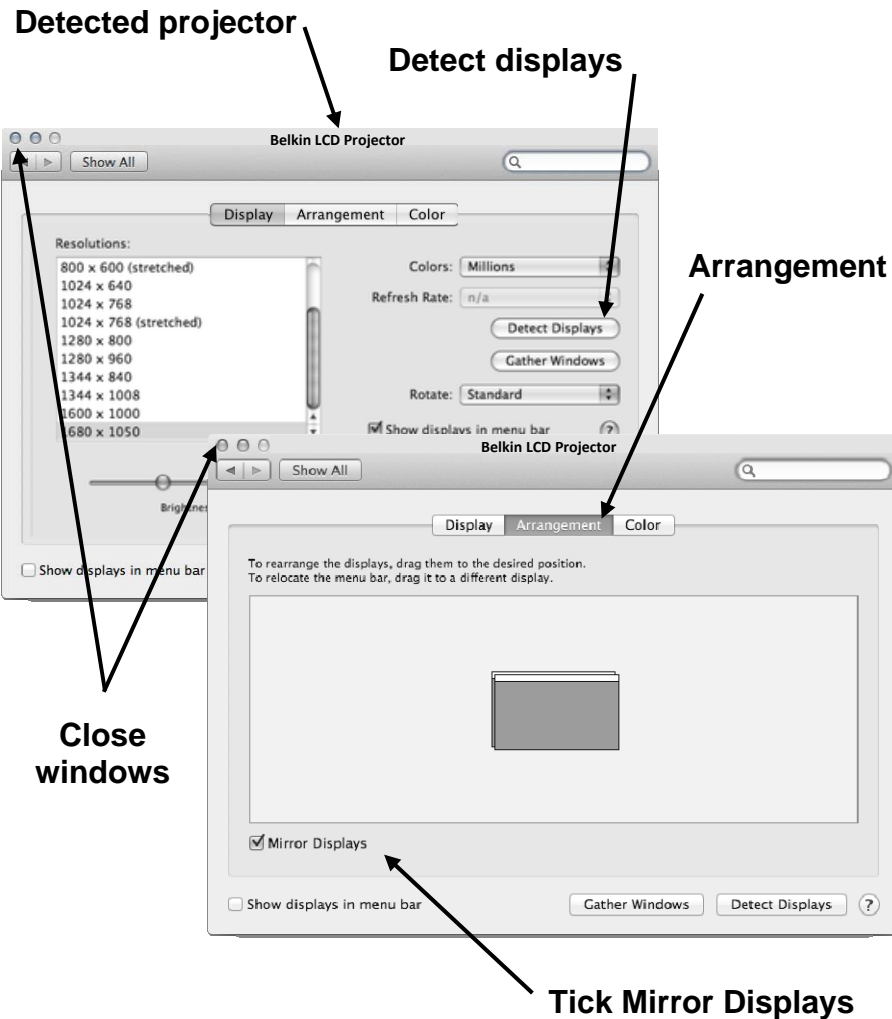 Detected projector
Detect displays
Belkin LCD Projector
Show All
Display Arrangement Color
Resolutions:
800 x 600 (stretched)
1024 x 640
1024 x 768
1024 x 768 (stretched)
1280 x 800
1280 x 960
1344 x 840
1344 x 1008
1600 x 1000
1680 x 1050
Colors: Millions
Refresh Rate: n/a
Detect Displays
Gather Windows
Rotate: Standard
Show displays in menu bar ?
Show displays in menu bar
Arrangement
Belkin LCD Projector
Show All
Display Arrangement Color
To rearrange the displays, drag them to the desired position.
To relocate the menu bar, drag it to a different display.
Close
windows
Mirror Displays
Show displays in menu bar
Gather Windows Detect Displays ?
Tick Mirror Displays